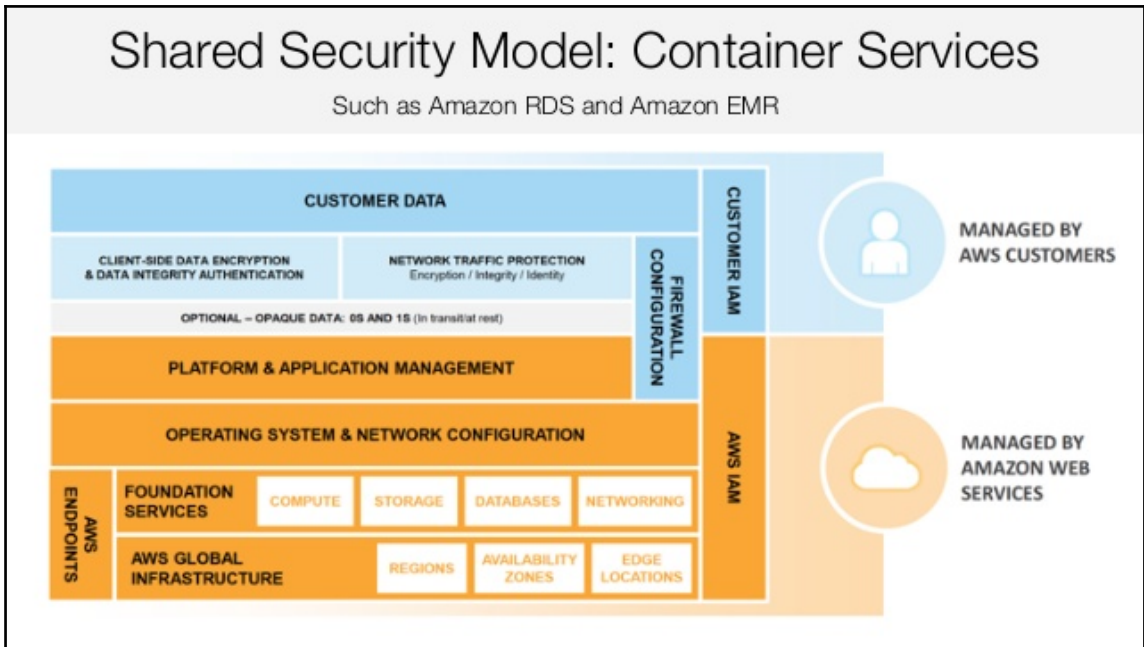 Shared Security Model: Container Services
Such as Amazon RDS and Amazon EMR
CUSTOMER DATA
CUSTOMER IAM
CLIENT-SIDE DATA ENCRYPTION
& DATA INTEGRITY AUTHENTICATION
NETWORK TRAFFIC PROTECTION
Encryption / Integrity / Identity
FIREWALL
CONFIGURATION
OPTIONAL – OPAQUE DATA: 0S AND 1S (In transit/at rest)
MANAGED BY
AWS CUSTOMERS
PLATFORM & APPLICATION MANAGEMENT
OPERATING SYSTEM & NETWORK CONFIGURATION
AWS IAM
AWS
ENDPOINTS
FOUNDATION
SERVICES
COMPUTE
STORAGE
DATABASES
NETWORKING
AWS GLOBAL
INFRASTRUCTURE
REGIONS
AVAILABILITY
ZONES
EDGE
LOCATIONS
MANAGED BY
AMAZON WEB
SERVICES